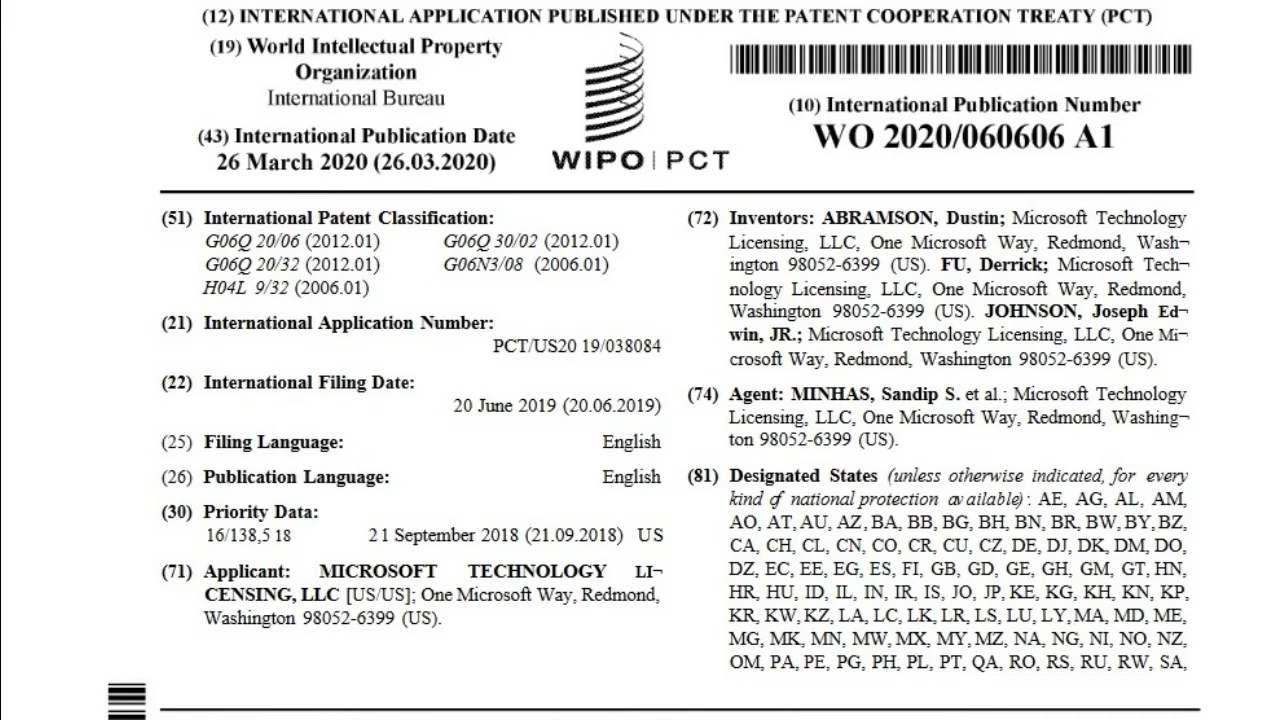 (12) INTERNATIONAL APPLICATION PUBLISHED UNDER THE PATENT COOPERATION TREATY (PCT)
(19) World Intellectual Property
Organization
International Bureau
(43) International Publication Date
26 March 2020 (26.03.2020)
WIPO | PCT
(10) International Publication Number
WO 2020/060606 A1
(51) International Patent Classification:
G06Q 20/06 (2012.01) G06Q 30/02 (2012.01)
G06Q 20/32 (2012.01) G06N3/08 (2006.01)
H04L 9/32 (2006.01)
(21) International Application Number:
PCT/US20 19/038084
(22) International Filing Date:
20 June 2019 (20.06.2019)
(25) Filing Language: English
(26) Publication Language: English
(30) Priority Data:
16/138,5 18 21 September 2018 (21.09.2018) US
(71) Applicant: MICROSOFT TECHNOLOGY LI¬
CENSING, LLC [US/US]; One Microsoft Way, Redmond,
Washington 98052-6399 (US).
(72) Inventors: ABRAMSON, Dustin; Microsoft Technology
Licensing, LLC, One Microsoft Way, Redmond, Wash¬
ington 98052-6399 (US). FU, Derrick; Microsoft Tech¬
nology Licensing, LLC, One Microsoft Way, Redmond,
Washington 98052-6399 (US). JOHNSON, Joseph Ed¬
win, JR.; Microsoft Technology Licensing, LLC, One Mi¬
crosoft Way, Redmond, Washington 98052-6399 (US).
(74) Agent: MINHAS, Sandip S. et al.; Microsoft Technology
Licensing, LLC, One Microsoft Way, Redmond, Washing¬
ton 98052-6399 (US).
(81) Designated States (unless otherwise indicated, for every
kind of national protection available): AE, AG, AL, AM,
AO, AT, AU, AZ, BA, BB, BG, BH, BN, BR, BW, BY, BZ,
CA, CH, CL, CN, CO, CR, CU, CZ, DE, DJ, DK, DM, DO,
DZ, EC, EE, EG, ES, FI, GB, GD, GE, GH, GM, GT, HN,
HR, HU, ID, IL, IN, IR, IS, JO, JP, KE, KG, KH, KN, KP,
KR, KW, KZ, LA, LC, LK, LR, LS, LU, LY, MA, MD, ME,
MG, MK, MN, MW, MX, MY, MZ, NA, NG, NI, NO, NZ,
OM, PA, PE, PG, PH, PL, PT, QA, RO, RS, RU, RW, SA,